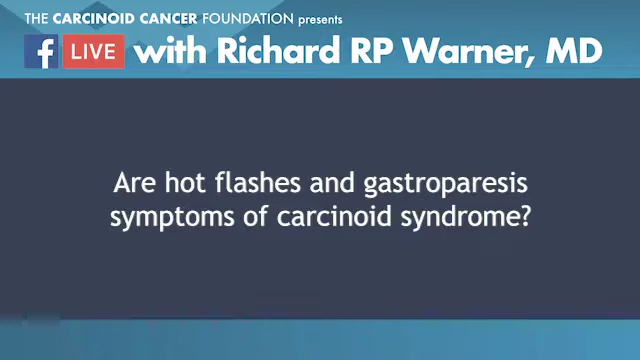 THE CARCINOID CANCER FOUNDATION presents
f LIVE with Richard RP Warner, MD
Are hot flashes and gastroparesis
symptoms of carcinoid syndrome?